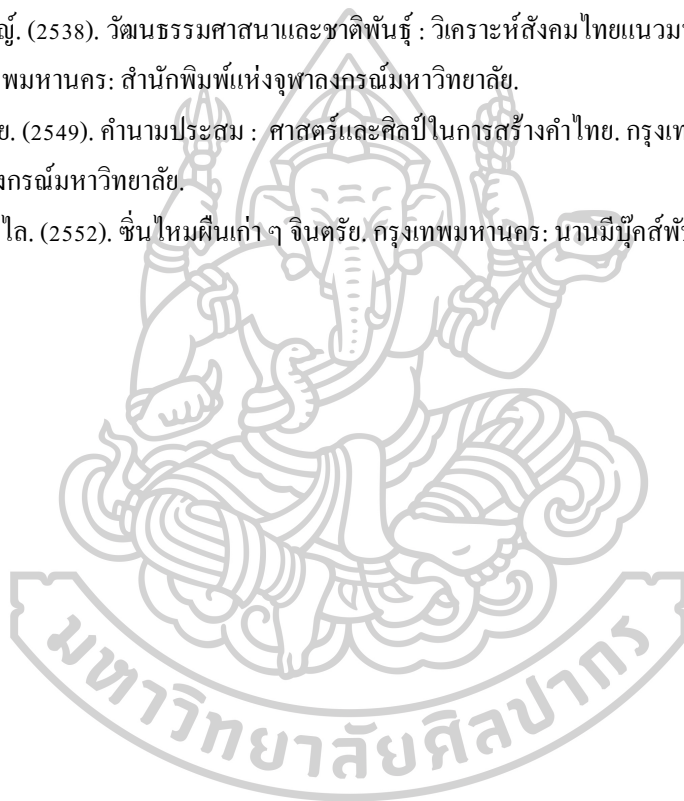 ญ์. (2538). วัฒนธรรมศาสนาและชาติพันธุ์ : วิเคราะห์สังคมไทยแนวม
พมหานคร: สำนักพิมพ์แห่งจุฬาลงกรณ์มหาวิทยาลัย.
ย. (2549). คำนามประสม : ศาสตร์และศิลป์ในการสร้างคำไทย. กรุงเท
งกรณ์มหาวิทยาลัย.
ไล. (2552). ซิ่นไหมผืนเก่า ๆ จินตรัย. กรุงเทพมหานคร: นานมีบุ๊คส์พั
มหาวิทยาลัยศิลปากร